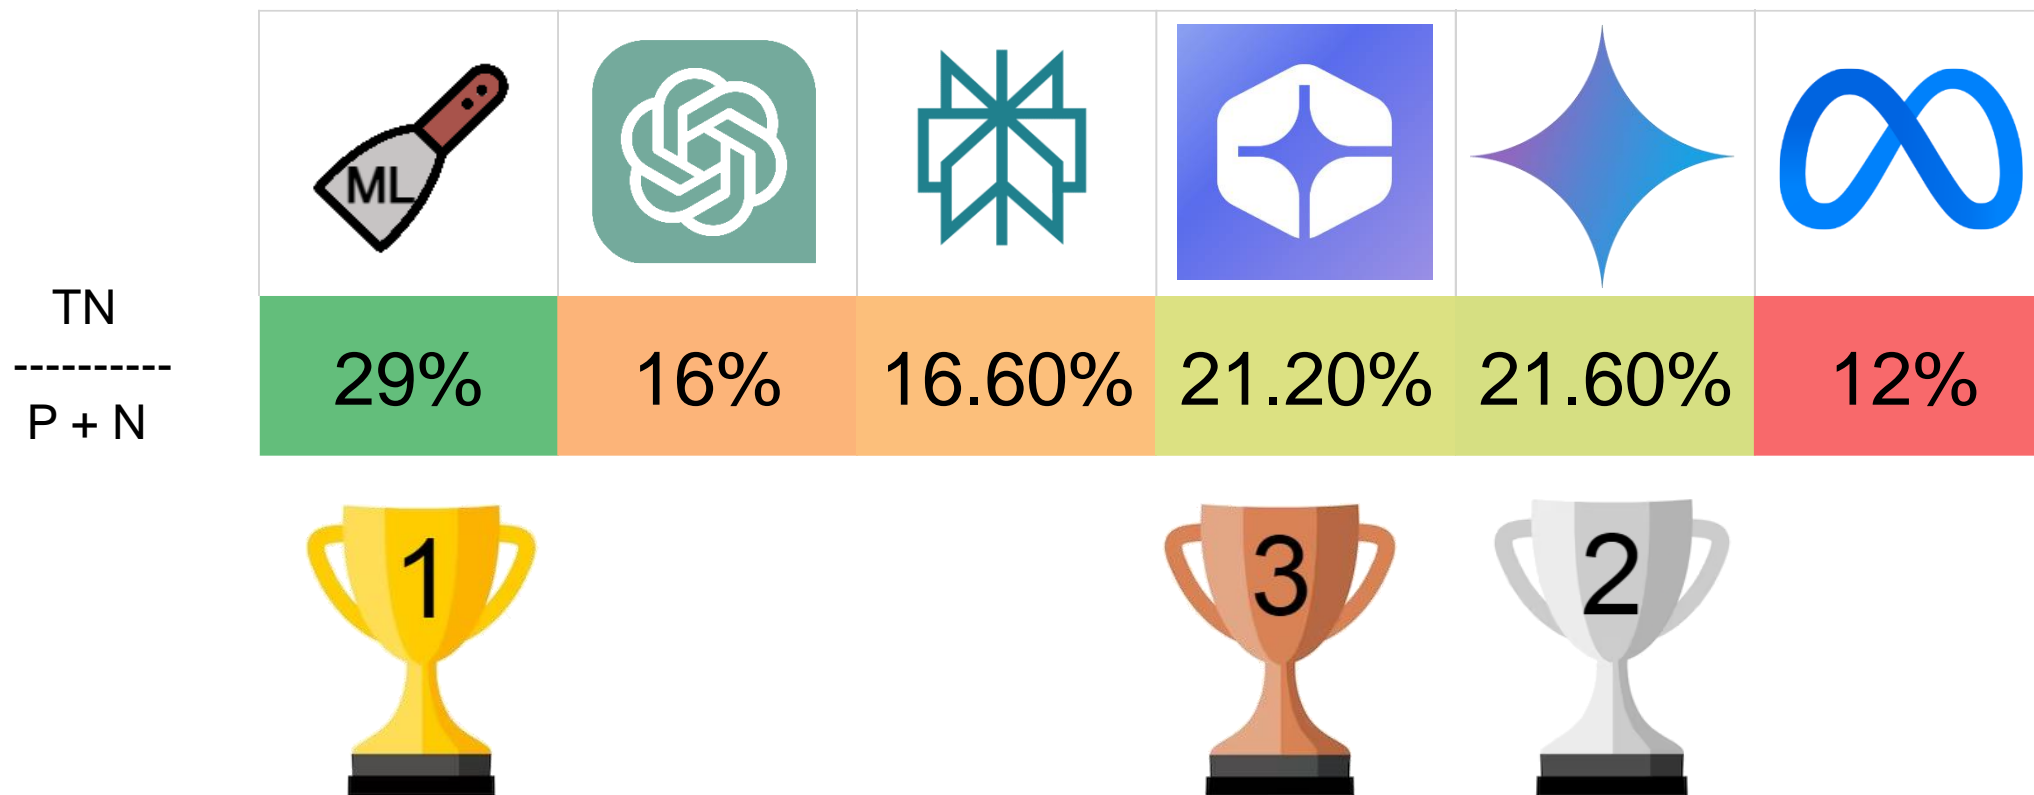 ML
TN
----------
P + N
29% 16% 16.60% 21.20% 21.60% 12%
1 3 2